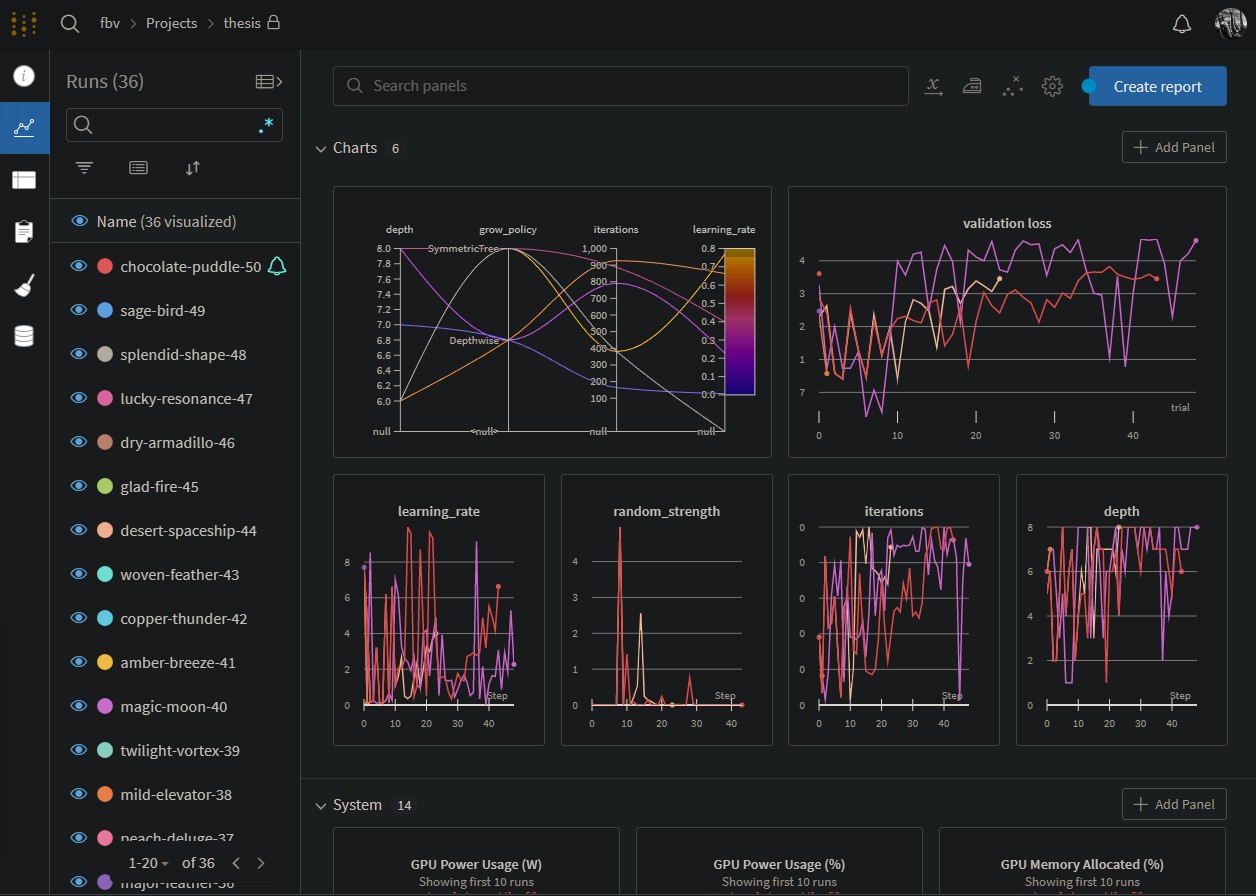 fbv > Projects > thesis
Runs (36)
.*
Name (36 visualized)
chocolate-puddle-50
sage-bird-49
splendid-shape-48
lucky-resonance-47
dry-armadillo-46
glad-fire-45
desert-spaceship-44
woven-feather-43
copper-thunder-42
amber-breeze-41
magic-moon-40
twilight-vortex-39
mild-elevator-38
peach-deluge-37
1-20 of 36
major-feather-36
Search panels
Create report
Charts 6
Add Panel
depth grow_policy iterations learning_rate
8.0 SymmetricTree 1,000 0.8
7.8 900 0.7
7.6 800 0.6
7.4 700 0.5
7.2 600 0.4
7.0 500 0.3
6.8 Depthwise 400 0.2
6.6 300 0.1
6.4 200 0.0
6.2 100
6.0
null <null> null null
validation loss
4
3
2
1
7
trial
0 10 20 30 40
learning_rate
8
6
4
2
0
Step
0 10 20 30 40
random_strength
4
3
2
1
0
Step
0 10 20 30 40
iterations
0
0
0
0
0
0
Step
0 10 20 30 40
depth
8
6
4
2
0
Step
0 10 20 30 40
System 14
Add Panel
GPU Power Usage (W)
Showing first 10 runs
GPU Power Usage (%)
Showing first 10 runs
GPU Memory Allocated (%)
Showing first 10 runs